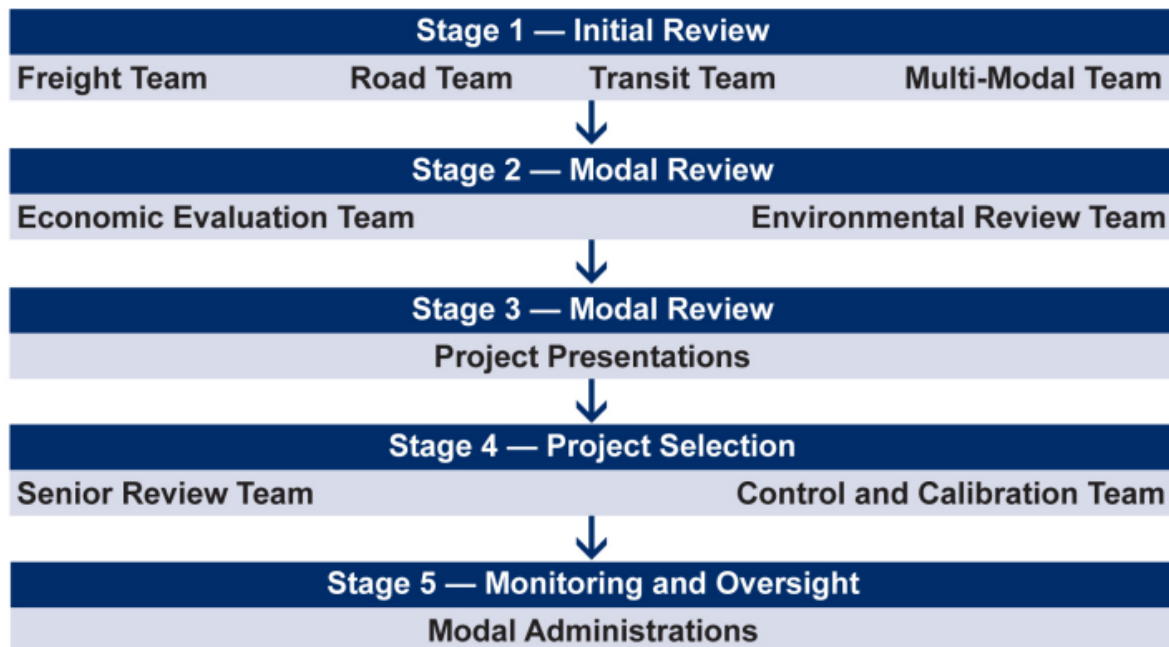 Stage 1 — Initial Review
Freight Team Road Team Transit Team Multi-Modal Team
Stage 2 — Modal Review
Economic Evaluation Team Environmental Review Team
Stage 3 — Modal Review
Project Presentations
Stage 4 — Project Selection
Senior Review Team Control and Calibration Team
Stage 5 — Monitoring and Oversight
Modal Administrations